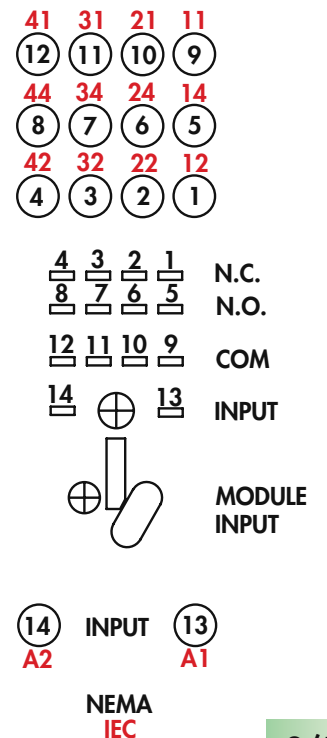 41 31 21 11
12 11 10 9
44 34 24 14
8 7 6 5
42 32 22 12
4 3 2 1
4 3 2 1 N.C.
8 7 6 5 N.O.
12 11 10 9 COM
14 13 INPUT
MODULE
INPUT
14 INPUT 13
A2 A1
NEMA
IEC